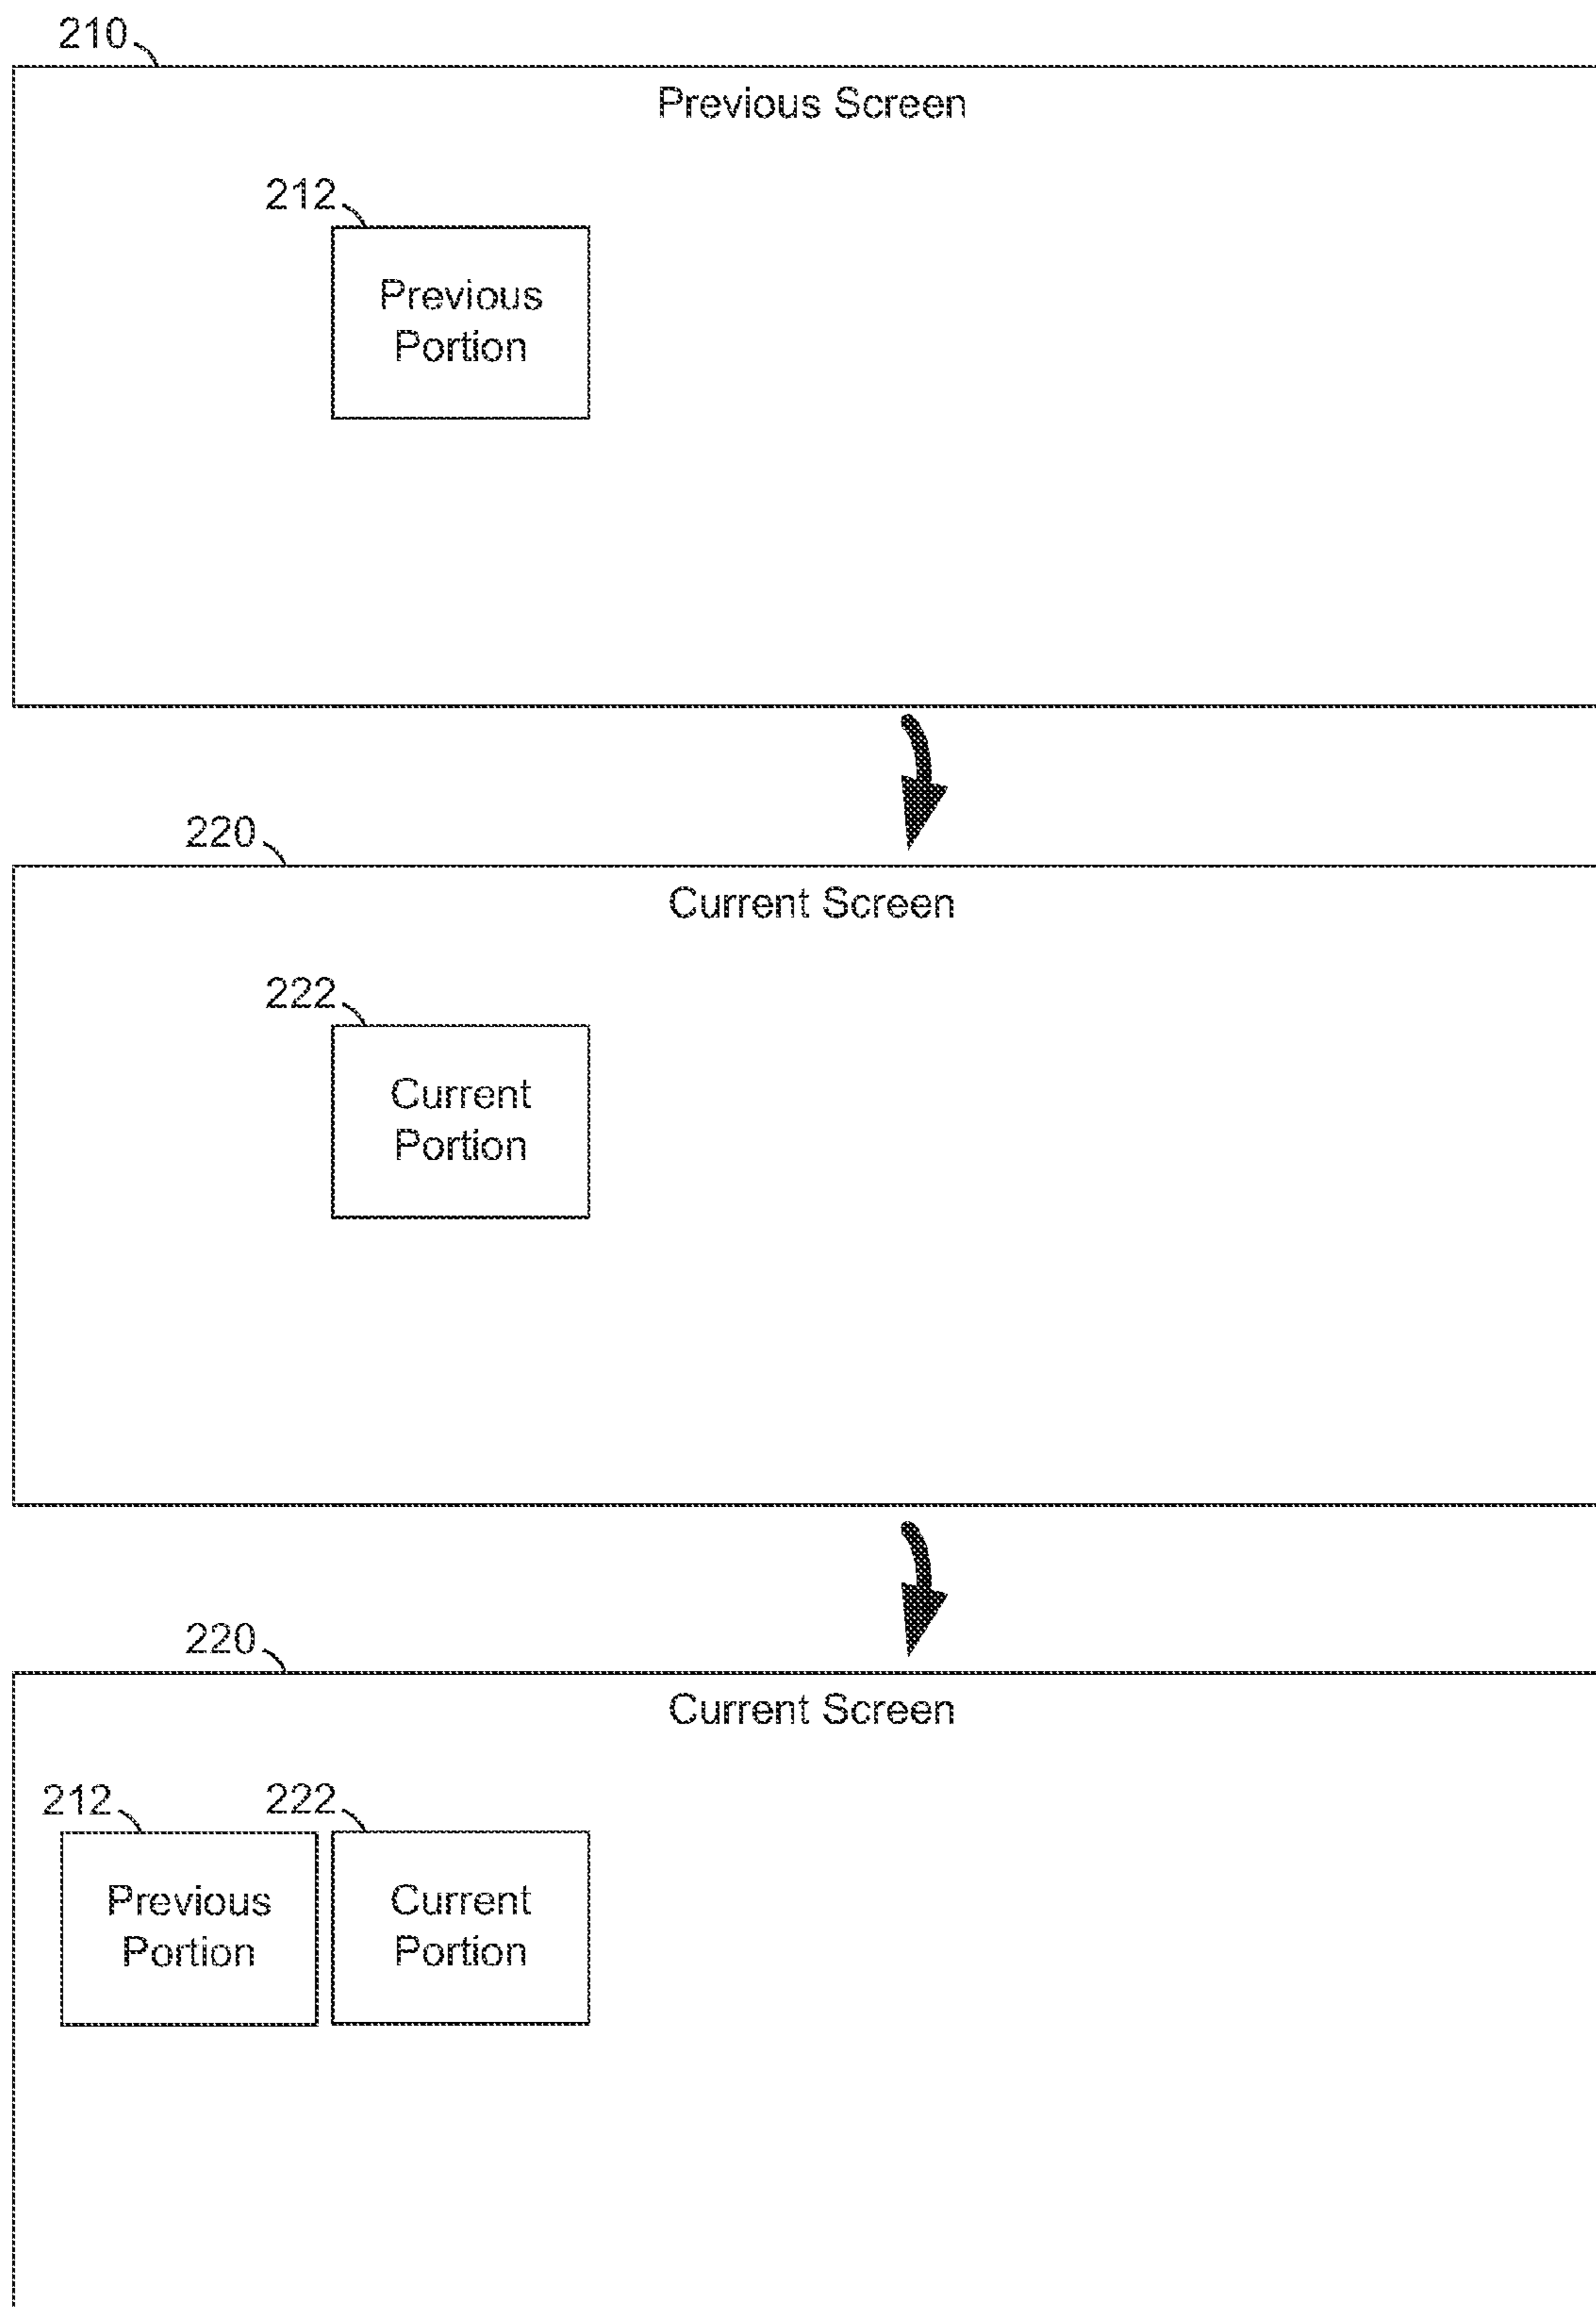 210
Previous Screen
212
Previous
Portion
220
Current Screen
222
Current
Portion
220
Current Screen
212 222
Previous Current
Portion Portion